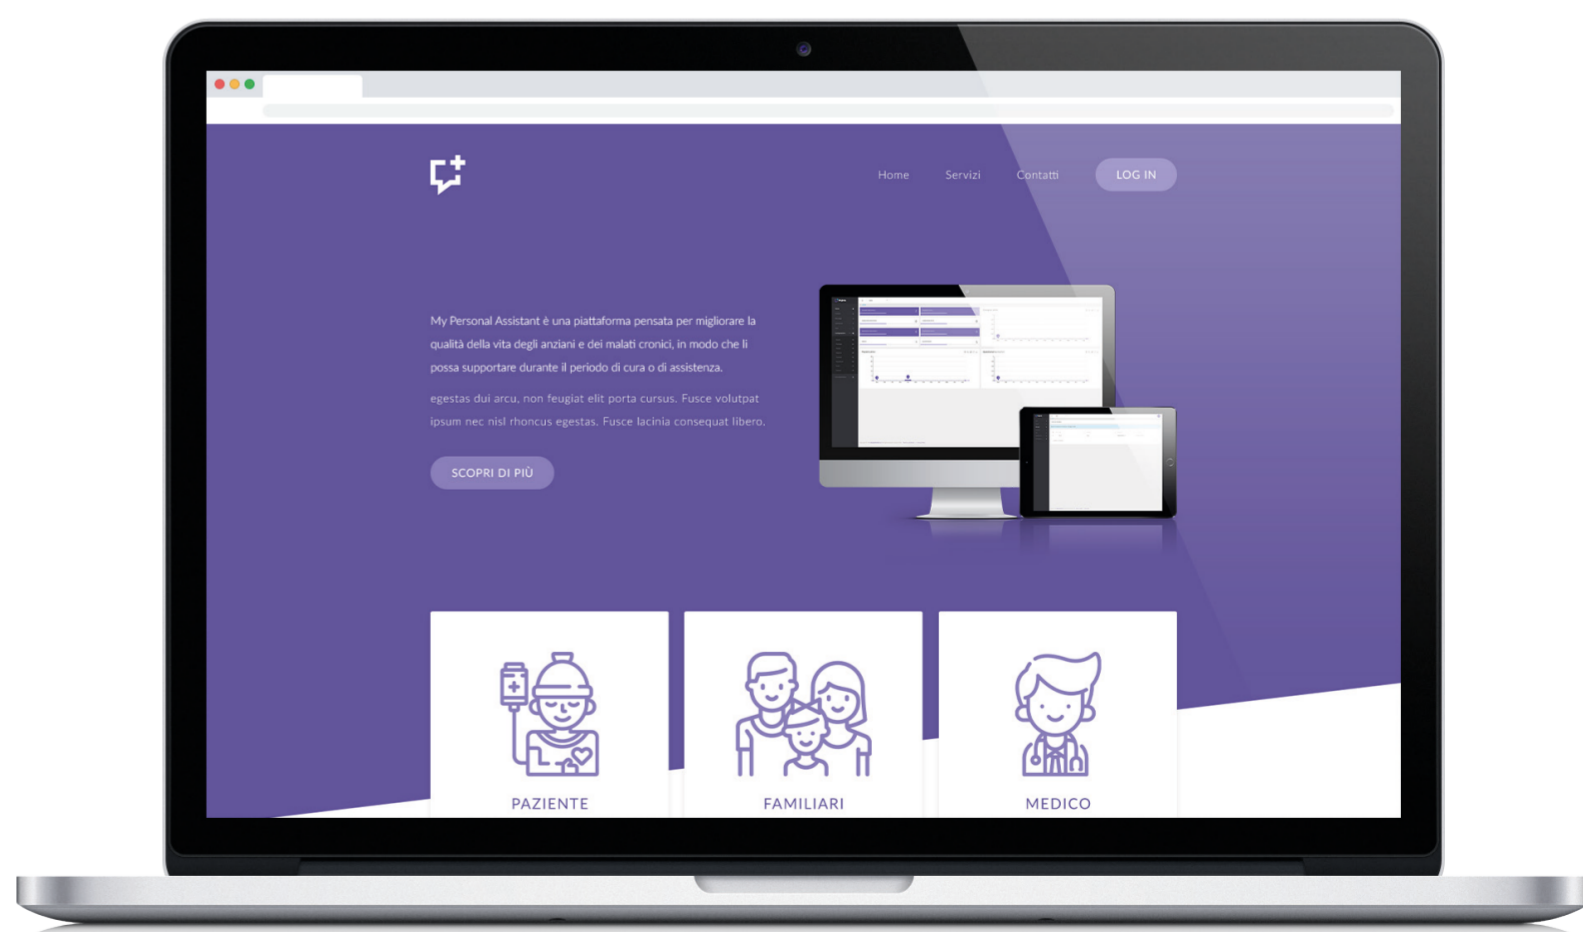 Home Servizi Contatti LOG IN
My Personal Assistant è una piattaforma pensata per migliorare la
qualità della vita degli anziani e dei malati cronici, in modo che li
possa supportare durante il periodo di cura o di assistenza.
egestas dui arcu, non feugiat elit porta cursus. Fusce volutpat
ipsum nec nisl rhoncus egestas. Fusce lacinia consequat libero.
SCOPRI DI PIÙ
PAZIENTE FAMILIARI MEDICO